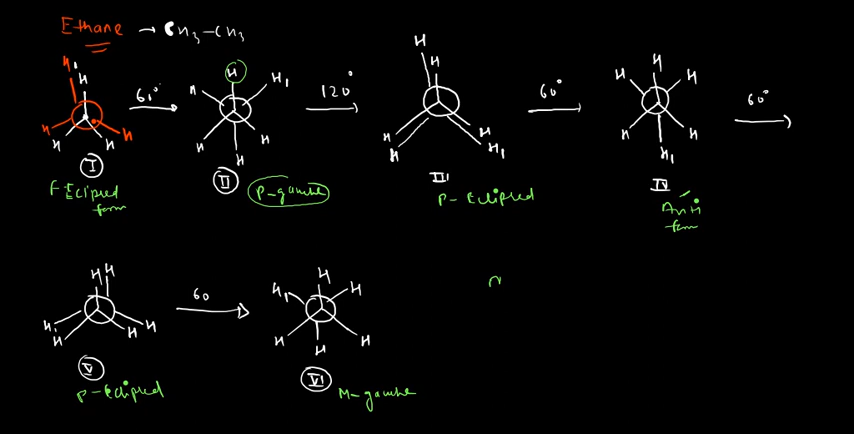 Ethane → CH3-CH3
H1 H H H H H
60°
H H H1 H H H
120°
H H H H H H1
60°
H H H H H H1
60°
I
F-Eclipsed form
II
P-gauche
III
P-Eclipsed
IV
Anti form
H H H H H1 H
60
H1 H H H H H
V
P-Eclipsed
VI
M-gauche